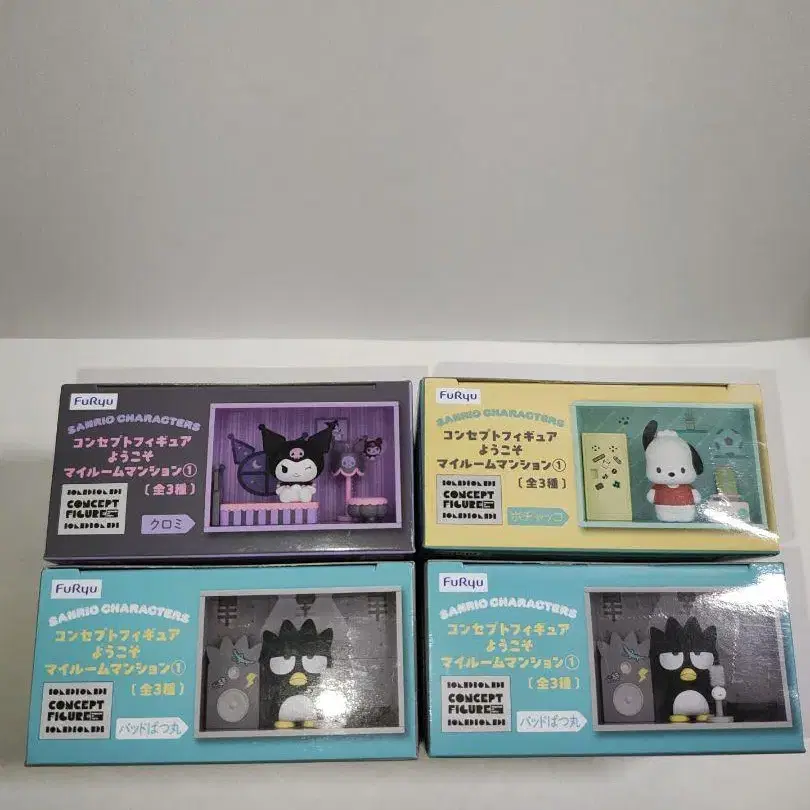 FuRyu
SANRIO CHARACTERS
コンセプトフィギュア
ようこそ
マイルームマンション①
〔全3種〕
CONCEPT
FIGURE
クロミ
FuRyu
SANRIO CHARACTERS
コンセプトフィギュア
ようこそ
マイルームマンション①
〔全3種〕
CONCEPT
FIGURE
ポチャッコ
FuRyu
SANRIO CHARACTERS
コンセプトフィギュア
ようこそ
マイルームマンション①
〔全3種〕
CONCEPT
FIGURE
バッドばつ丸
FuRyu
SANRIO CHARACTERS
コンセプトフィギュア
ようこそ
マイルームマンション①
〔全3種〕
CONCEPT
FIGURE
バッドばつ丸